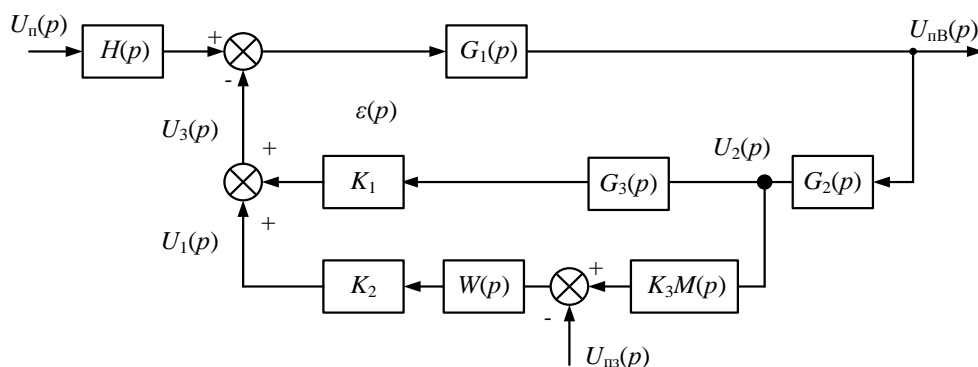 Uп(p)
H(p)
+
-
G1(p)
UпВ(p)
U3(p)
ε(p)
+
K1
G3(p)
U2(p)
G2(p)
+
U1(p)
K2
W(p)
+
K3M(p)
-
Uпз(p)